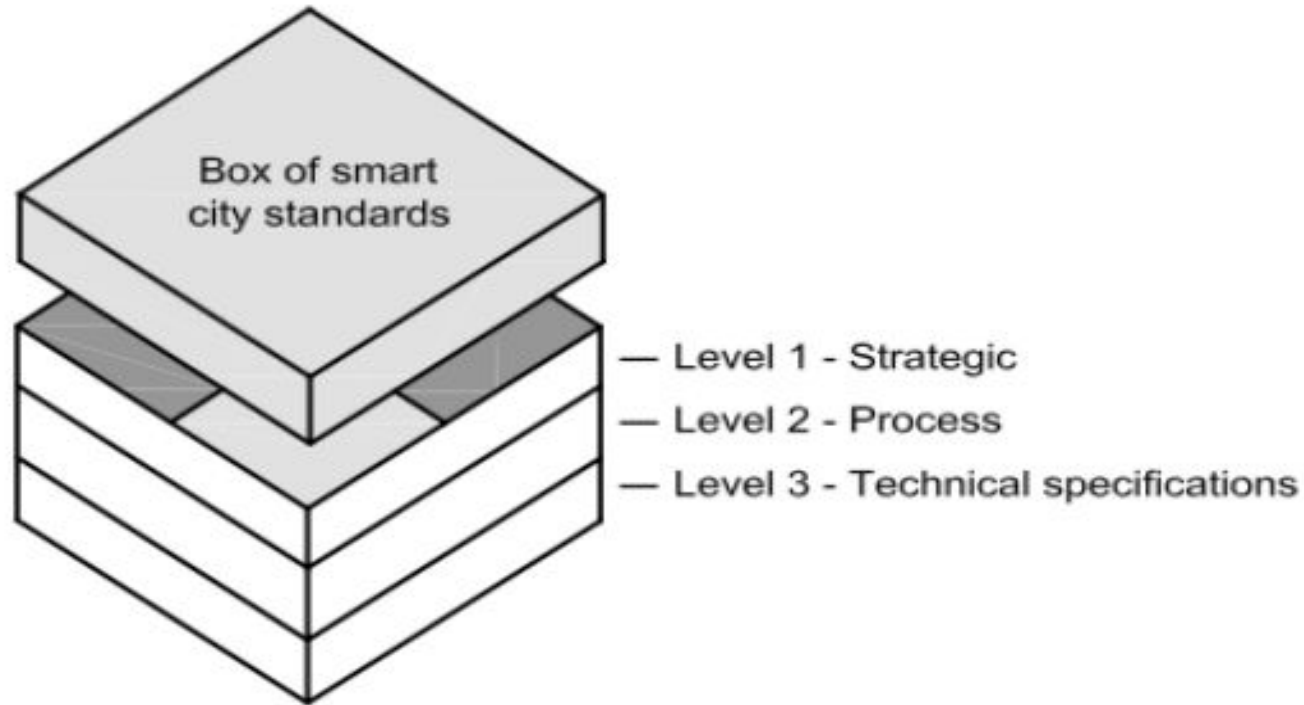 Box of smart
city standards
— Level 1 - Strategic
— Level 2 - Process
— Level 3 - Technical specifications